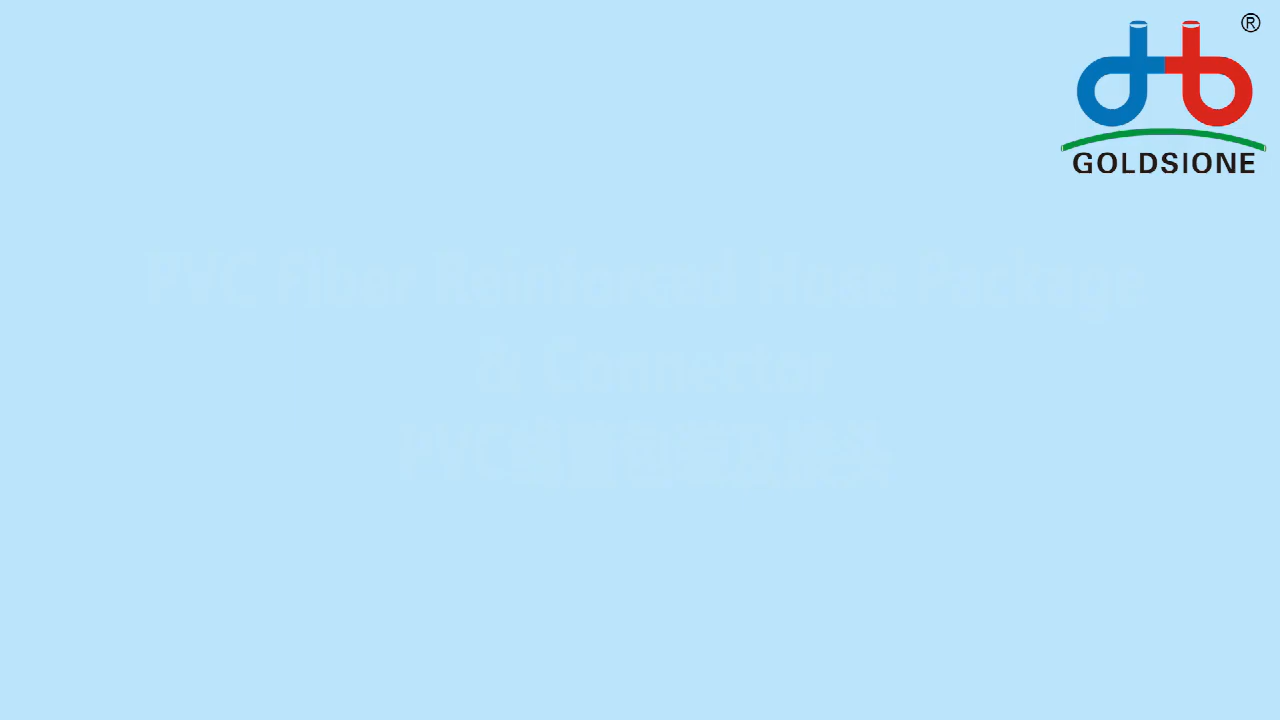 ®
GOLDSIONE
PVC Fiber Reinforced Hose Package
& Connector
PVC